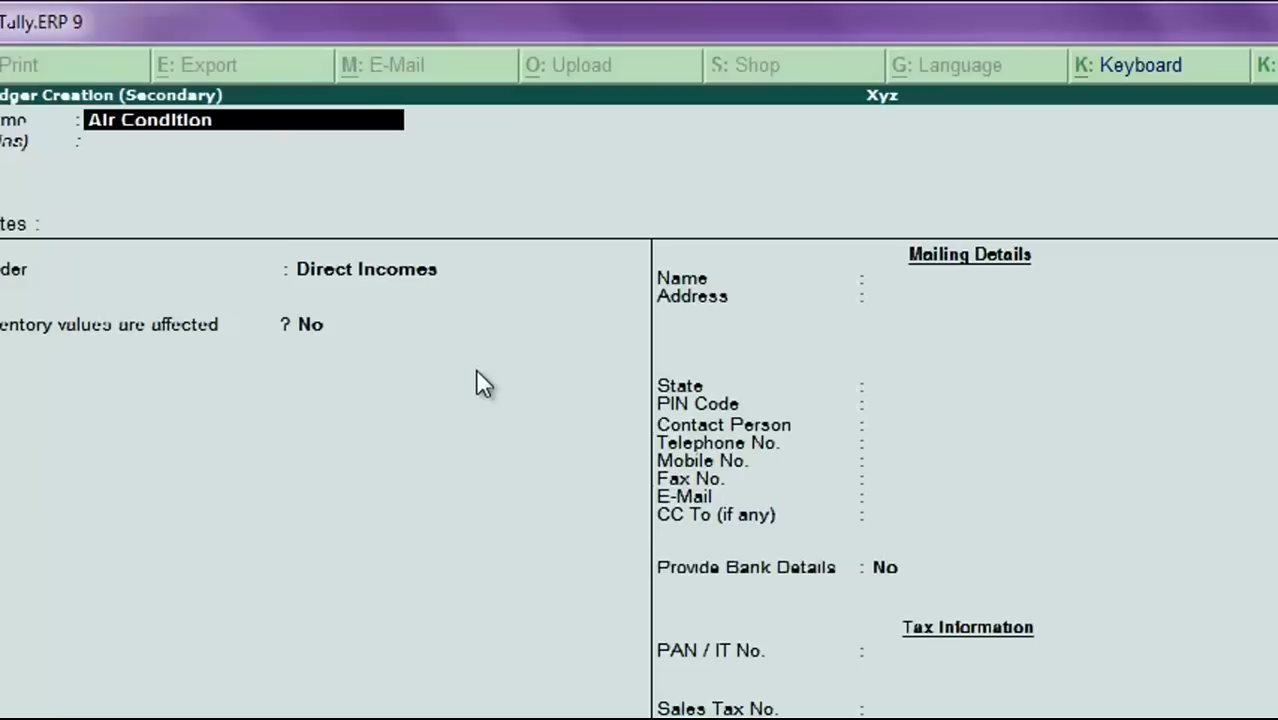 Tally.ERP 9
Print E: Export M: E-Mail O: Upload S: Shop G: Language K: Keyboard K:
dger Creation (Secondary) Xyz
me : Air Condition
ias) :
tes :
der : Direct Incomes
entory values are affected ? No
Mailing Details
Name :
Address :
State :
PIN Code :
Contact Person :
Telephone No. :
Mobile No. :
Fax No. :
E-Mail :
CC To (if any) :
Provide Bank Details : No
Tax Information
PAN / IT No. :
Sales Tax No. :